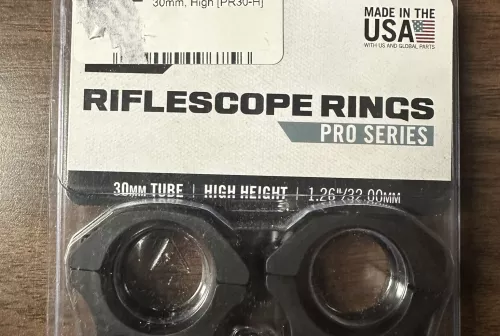 30mm, High [PR30-H]
MADE IN THE
USA
WITH US AND GLOBAL PARTS
RIFLESCOPE RINGS
PRO SERIES
30MM TUBE | HIGH HEIGHT | 1.26"/32.00MM